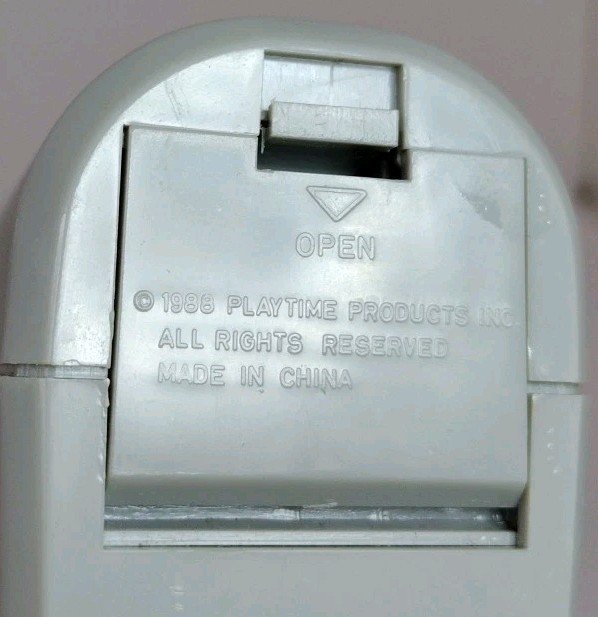 OPEN
© 1988 PLAYTIME PRODUCTS INC.
ALL RIGHTS RESERVED
MADE IN CHINA